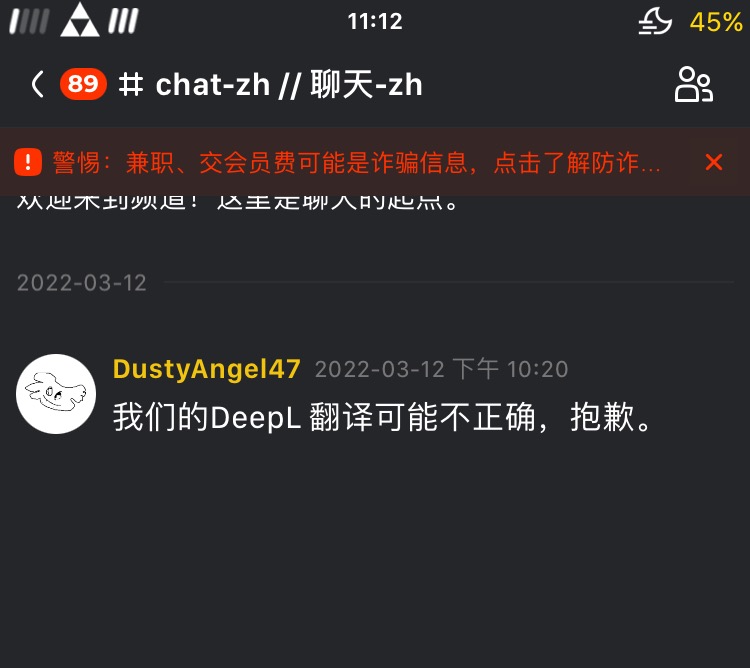 11:12
45%
89 # chat-zh // 聊天-zh
警惕：兼职、交会员费可能是诈骗信息，点击了解防诈...
欢迎来到频道！这里是聊天的起点。
2022-03-12
DustyAngel47 2022-03-12 下午 10:20
我们的DeepL 翻译可能不正确，抱歉。